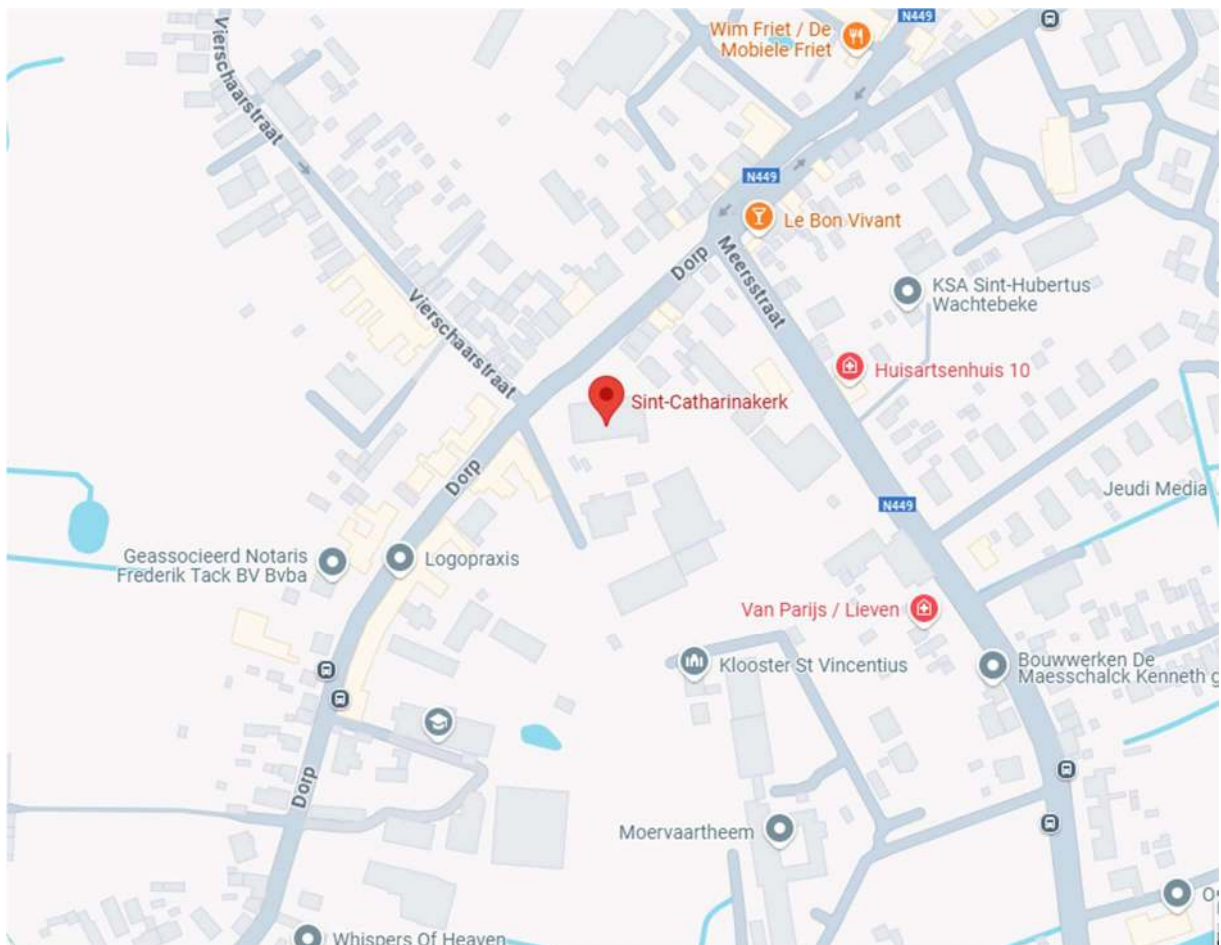 N449
Wim Friet / De
Mobiele Friet
Vierschaarstraat
N449
Le Bon Vivant
Dorp
Meersstraat
KSA Sint-Hubertus
Wachtebeke
Vierschaarstraat
Huisartsenhuis 10
Sint-Catharinakerk
Dorp
Jeudi Media
N449
Geassocieerd Notaris
Frederik Tack BV Bvba
Logopraxis
Van Parijs / Lieven
Klooster St Vincentius
Bouwwerken De
Maesschalck Kenneth g
Dorp
Moervaartheem
Whispers Of Heaven